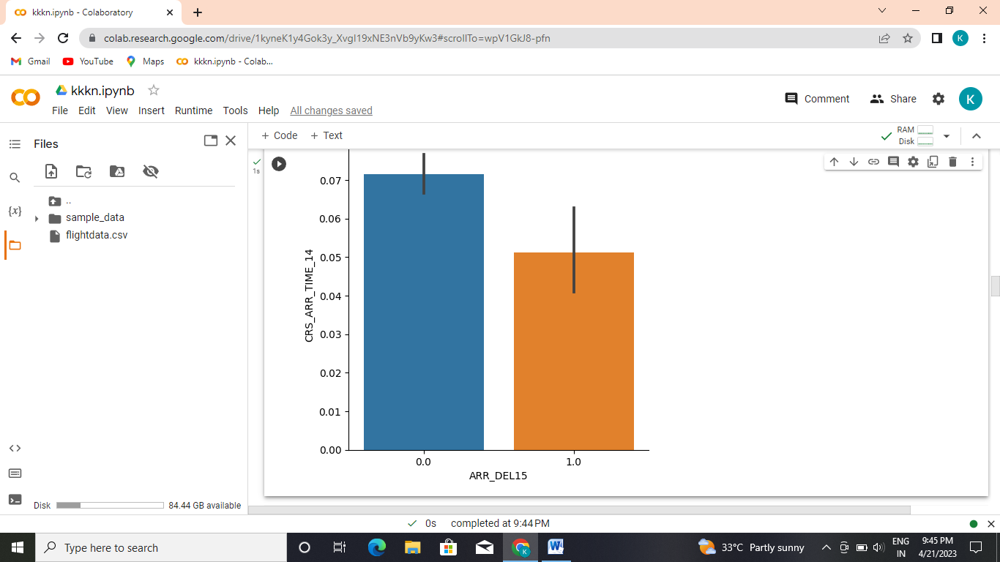 kkkn.ipynb - Colaboratory
colab.research.google.com/drive/1kyneK1y4Gok3y_XvgI19xNE3nVb9yKw3#scrollTo=wpV1GkJ8-pfn
K
Gmail YouTube Maps kkkn.ipynb - Colab...
kkkn.ipynb
File Edit View Insert Runtime Tools Help All changes saved
Comment Share K
Files
+ Code + Text
RAM
Disk
..
sample_data
flightdata.csv
{x}
1s
0.07
0.06
0.05
0.04
0.03
0.02
0.01
0.00
CRS_ARR_TIME_14
0.0 1.0
ARR_DEL15
Disk 84.44 GB available
0s completed at 9:44 PM
Type here to search
K
W
33°C Partly sunny
ENG
IN
9:45 PM
4/21/2023